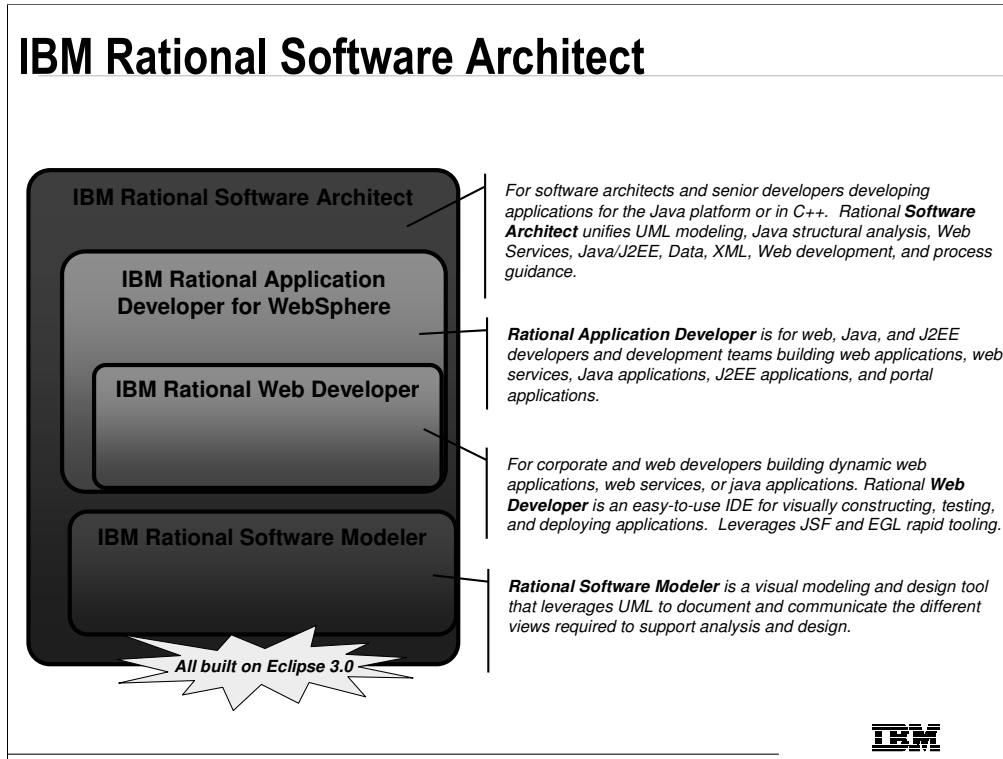 IBM Rational Software Architect
IBM Rational Software Architect
For software architects and senior developers developing
applications for the Java platform or in C++. Rational Software
Architect unifies UML modeling, Java structural analysis, Web
Services, Java/J2EE, Data, XML, Web development, and process
guidance.
IBM Rational Application
Developer for WebSphere
Rational Application Developer is for web, Java, and J2EE
developers and development teams building web applications, web
services, Java applications, J2EE applications, and portal
applications.
IBM Rational Web Developer
For corporate and web developers building dynamic web
applications, web services, or java applications. Rational Web
Developer is an easy-to-use IDE for visually constructing, testing,
and deploying applications. Leverages JSF and EGL rapid tooling.
IBM Rational Software Modeler
Rational Software Modeler is a visual modeling and design tool
that leverages UML to document and communicate the different
views required to support analysis and design.
All built on Eclipse 3.0
IBM